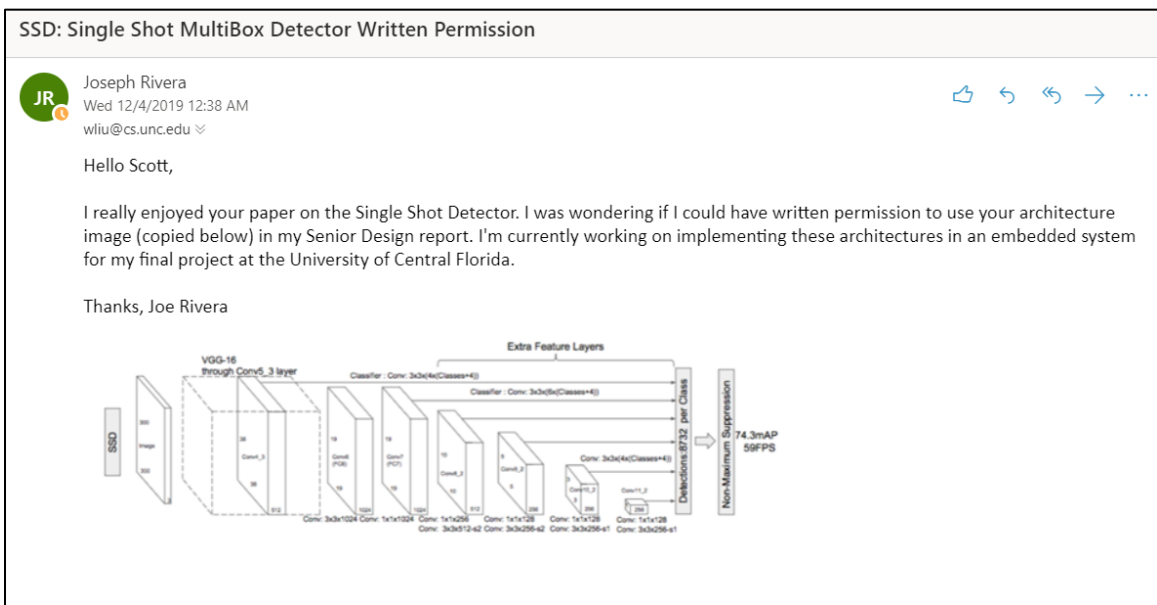 SSD: Single Shot MultiBox Detector Written Permission
JR
Joseph Rivera
Wed 12/4/2019 12:38 AM
wliu@cs.unc.edu
Hello Scott,
I really enjoyed your paper on the Single Shot Detector. I was wondering if I could have written permission to use your architecture
image (copied below) in my Senior Design report. I'm currently working on implementing these architectures in an embedded system
for my final project at the University of Central Florida.
Thanks, Joe Rivera
Extra Feature Layers
VGG-16
through Conv5_3 layer
Classifier : Conv: 3x3x(4x(Classes+4))
Classifier : Conv: 3x3x(6x(Classes+4))
Conv: 3x3x(4x(Classes+4))
SSD
300
Image
300
3
38
Conv4_3
38
512
19
Conv6
(FC6)
19
1024
19
Conv7
(FC7)
19
1024
10
Conv8_2
10
512
5
Conv9_2
5
256
3
Conv10_2
3
256
Conv11_2
256
Detections:8732 per Class
Non-Maximum Suppression
74.3mAP
59FPS
Conv: 3x3x1024 Conv: 1x1x1024 Conv: 1x1x256 Conv: 1x1x128 Conv: 1x1x128 Conv: 1x1x128
Conv: 3x3x512-s2 Conv: 3x3x256-s2 Conv: 3x3x256-s1 Conv: 3x3x256-s1